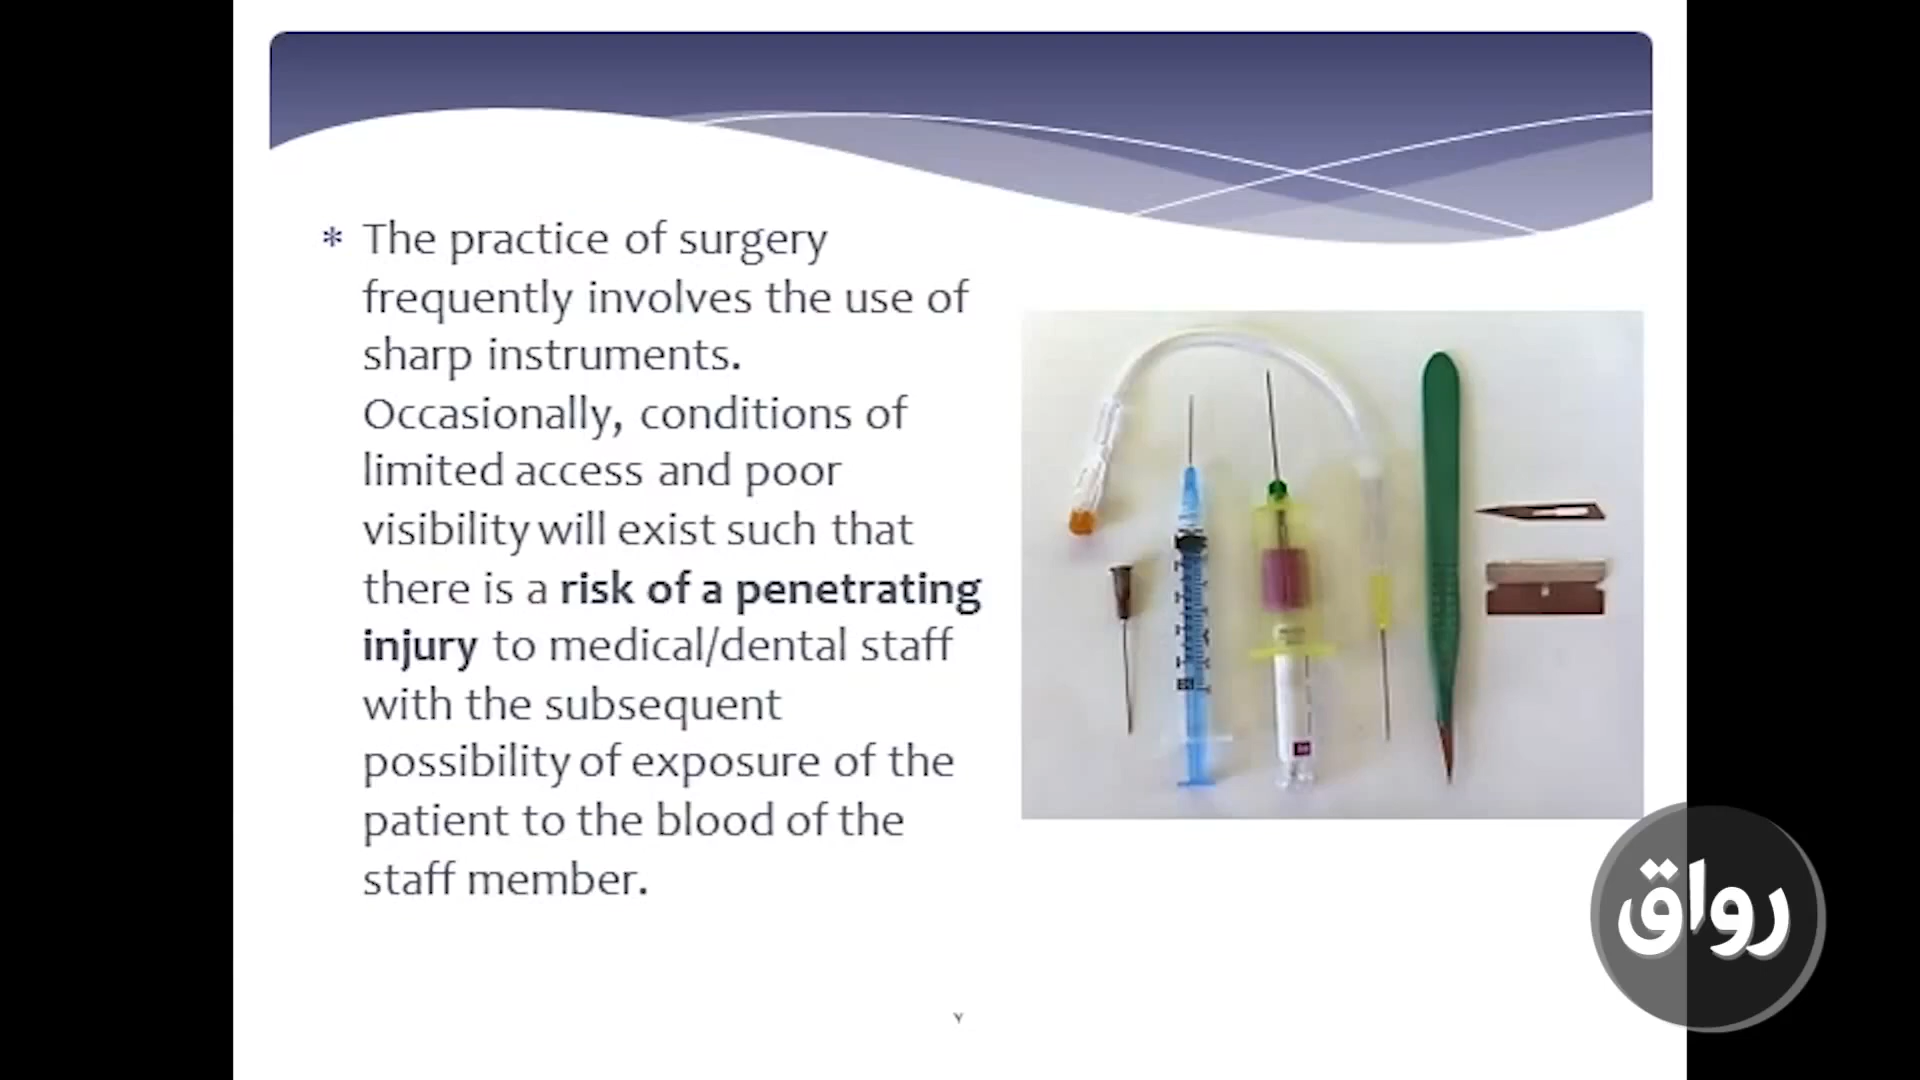 * The practice of surgery
frequently involves the use of
sharp instruments.
Occasionally, conditions of
limited access and poor
visibility will exist such that
there is a risk of a penetrating
injury to medical/dental staff
with the subsequent
possibility of exposure of the
patient to the blood of the
staff member.
رواق
٧